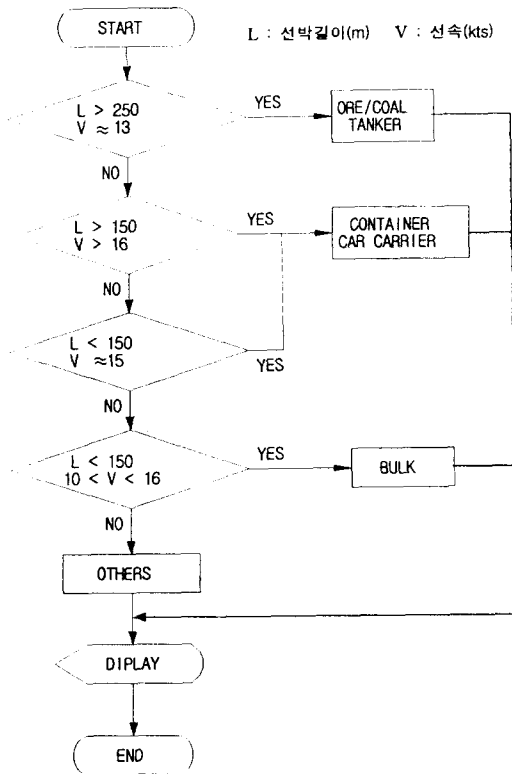 START
L : 선박길이(m) V : 선속(kts)
L > 250
V ≈ 13
YES
ORE/COAL
TANKER
NO
L > 150
V > 16
YES
CONTAINER
CAR CARRIER
NO
L < 150
V ≈15
YES
NO
L < 150
10 < V < 16
YES
BULK
NO
OTHERS
DIPLAY
END